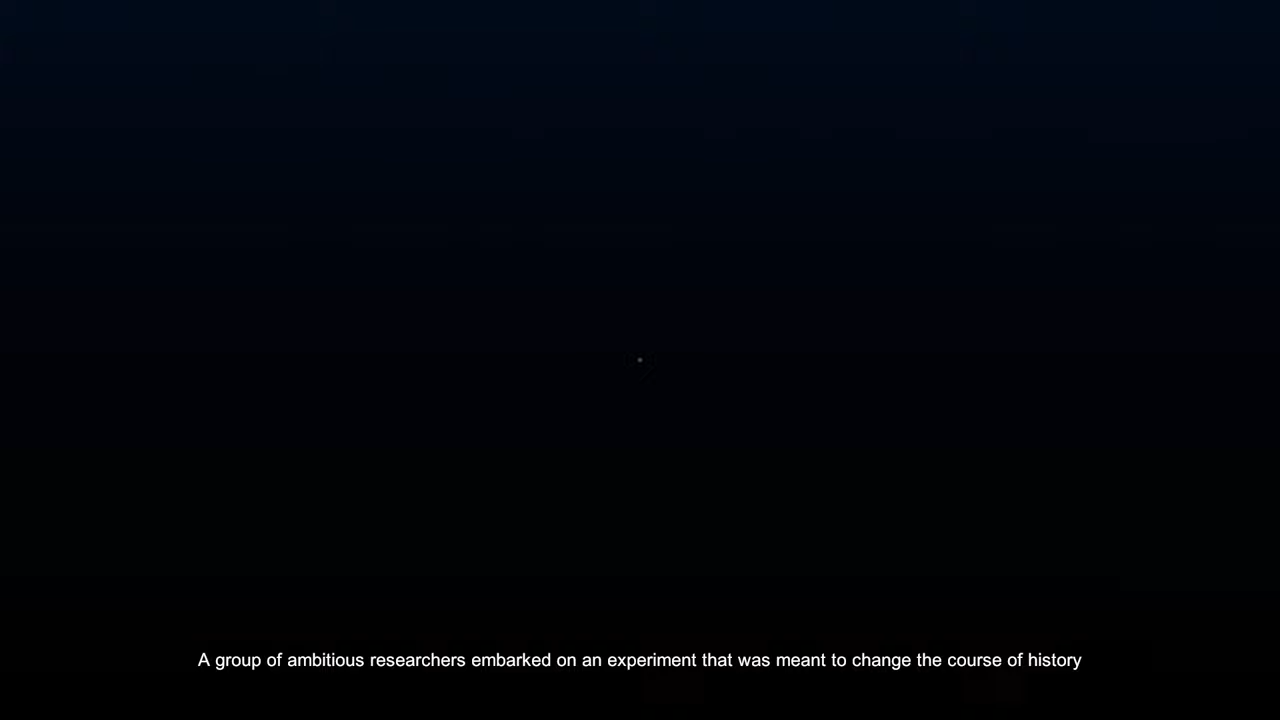 A group of ambitious researchers embarked on an experiment that was meant to change the course of history